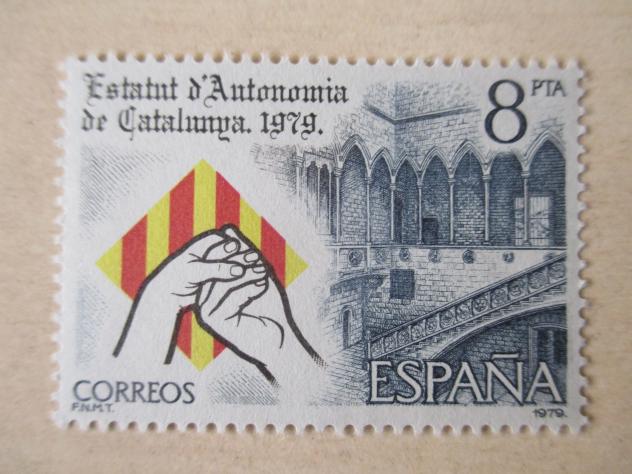 Estatut d'Autonomia
de Catalunya. 1979.
8 PTA
CORREOS
F.N.M.T.
ESPAÑA
1979.